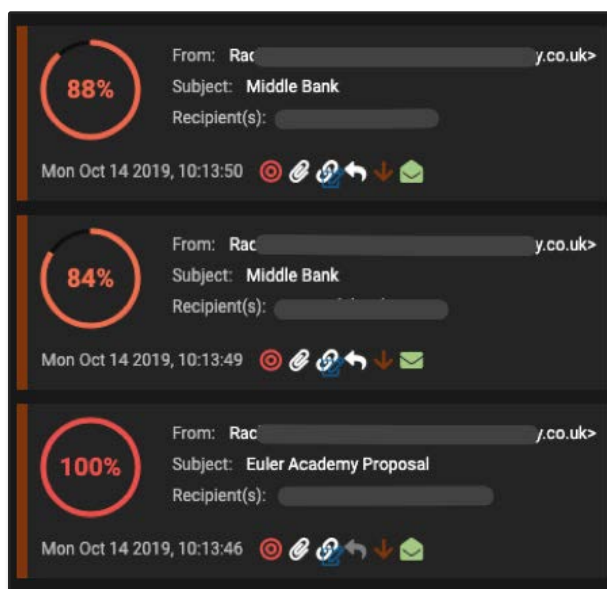 From: Rac y.co.uk>
88%
Subject: Middle Bank
Recipient(s):
Mon Oct 14 2019, 10:13:50
From: Rac y.co.uk>
84%
Subject: Middle Bank
Recipient(s):
Mon Oct 14 2019, 10:13:49
From: Rac y.co.uk>
100%
Subject: Euler Academy Proposal
Recipient(s):
Mon Oct 14 2019, 10:13:46